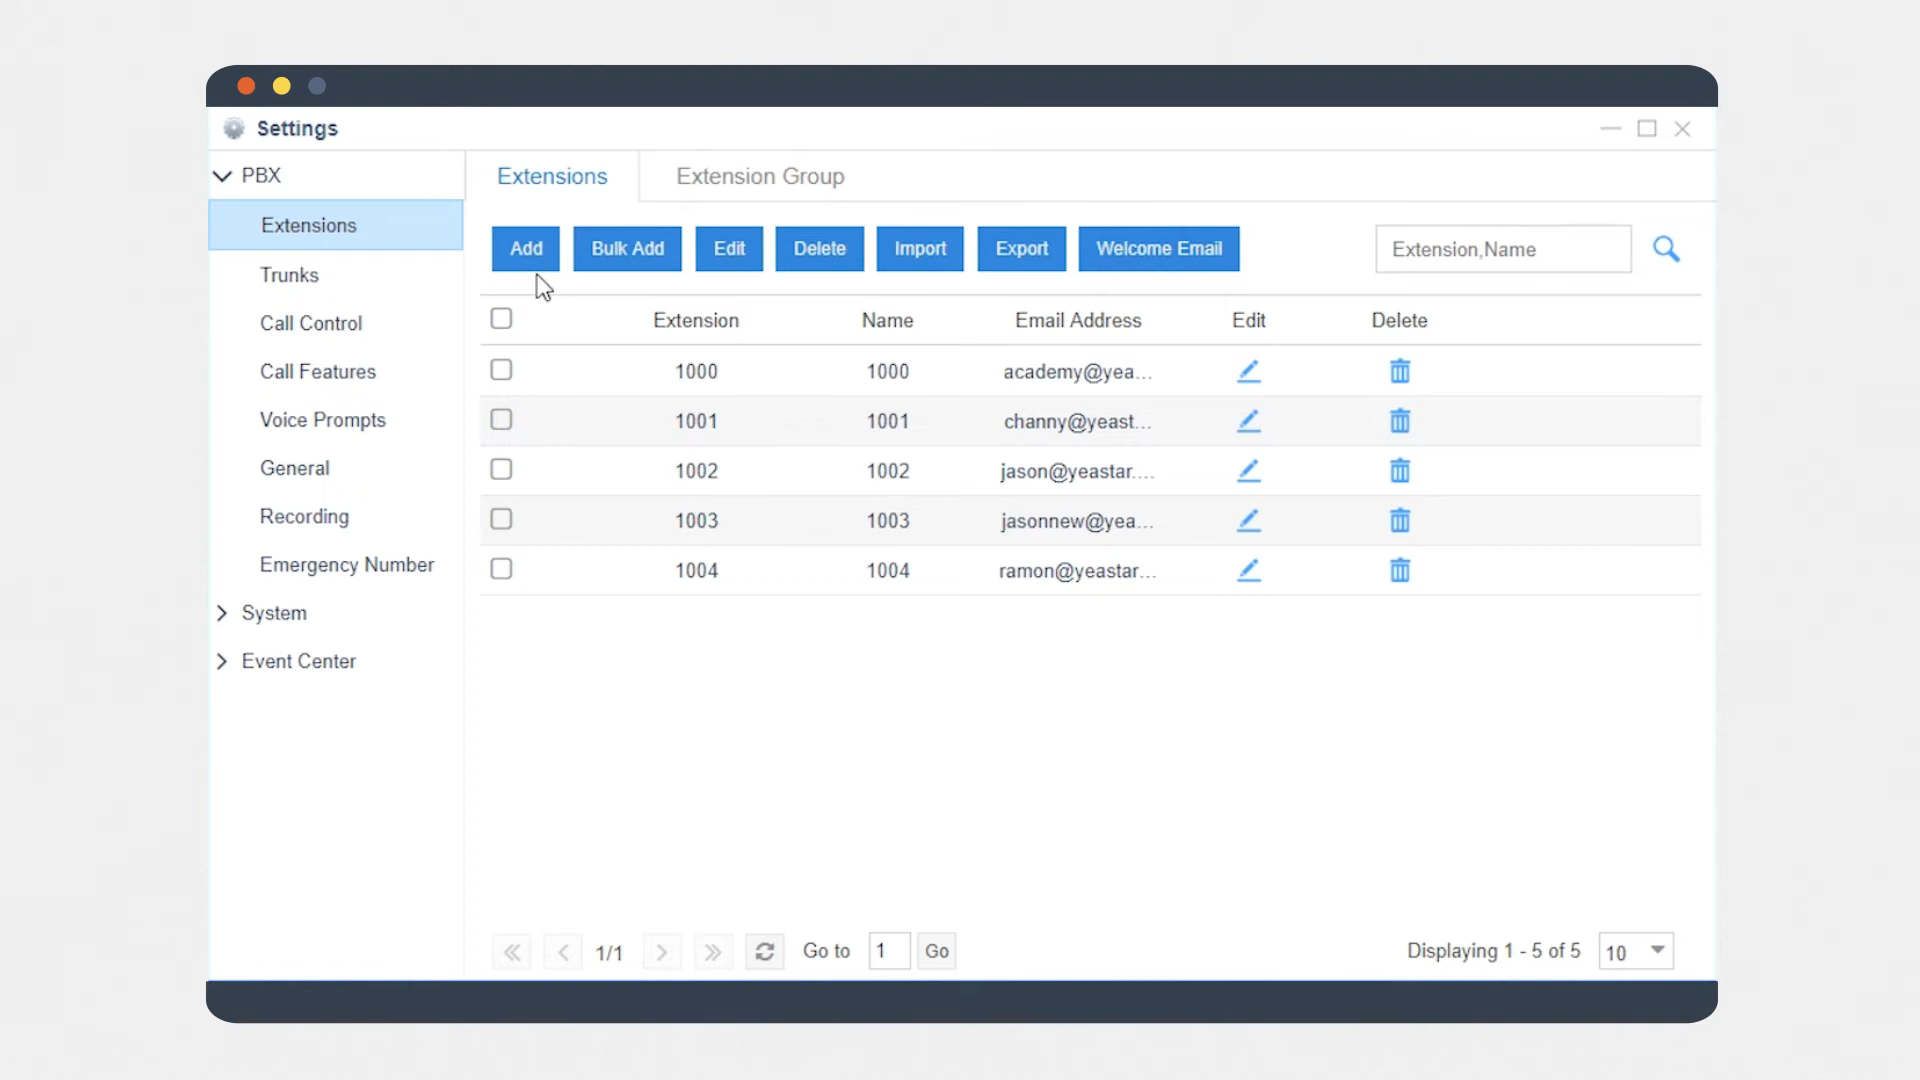 Settings
PBX
Extensions
Trunks
Call Control
Call Features
Voice Prompts
General
Recording
Emergency Number
System
Event Center
Extensions Extension Group
Add Bulk Add Edit Delete Import Export Welcome Email Extension,Name
Extension Name Email Address Edit Delete
1000 1000 academy@yea...
1001 1001 channy@yeast...
1002 1002 jason@yeastar....
1003 1003 jasonnew@yea...
1004 1004 ramon@yeastar...
1/1 Go to 1 Go Displaying 1 - 5 of 5 10